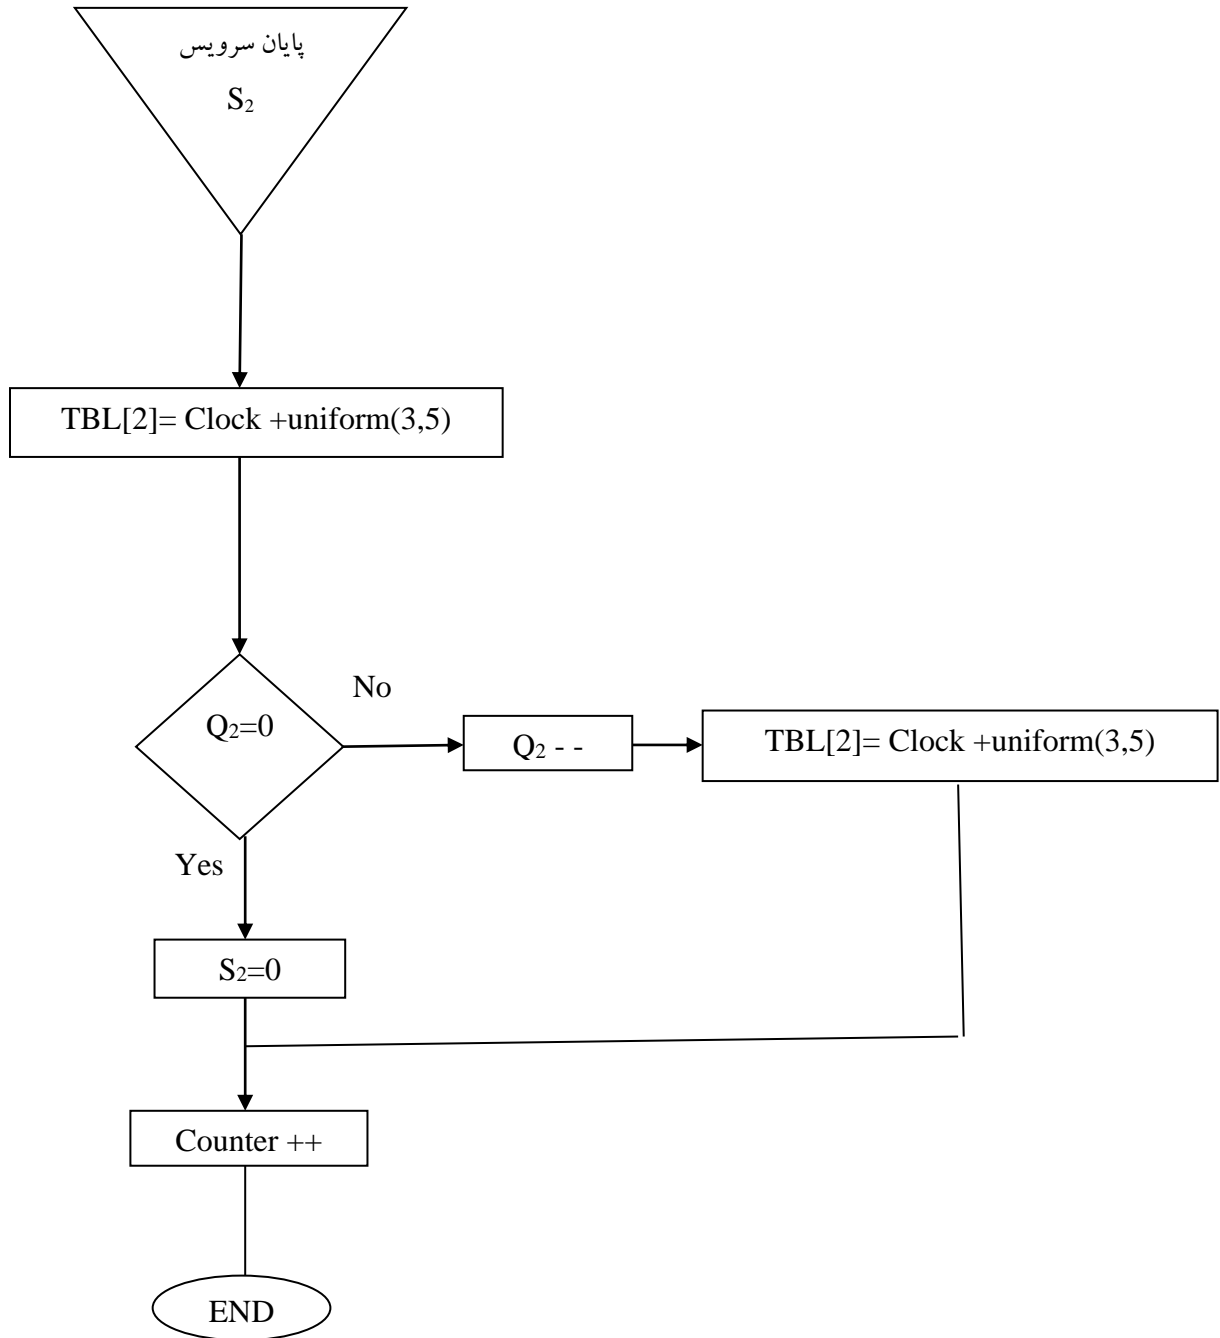 پایان سرویس
S₂
TBL[2]= Clock +uniform(3,5)
Q₂=0
No
Q₂ - -
TBL[2]= Clock +uniform(3,5)
Yes
S₂=0
Counter ++
END